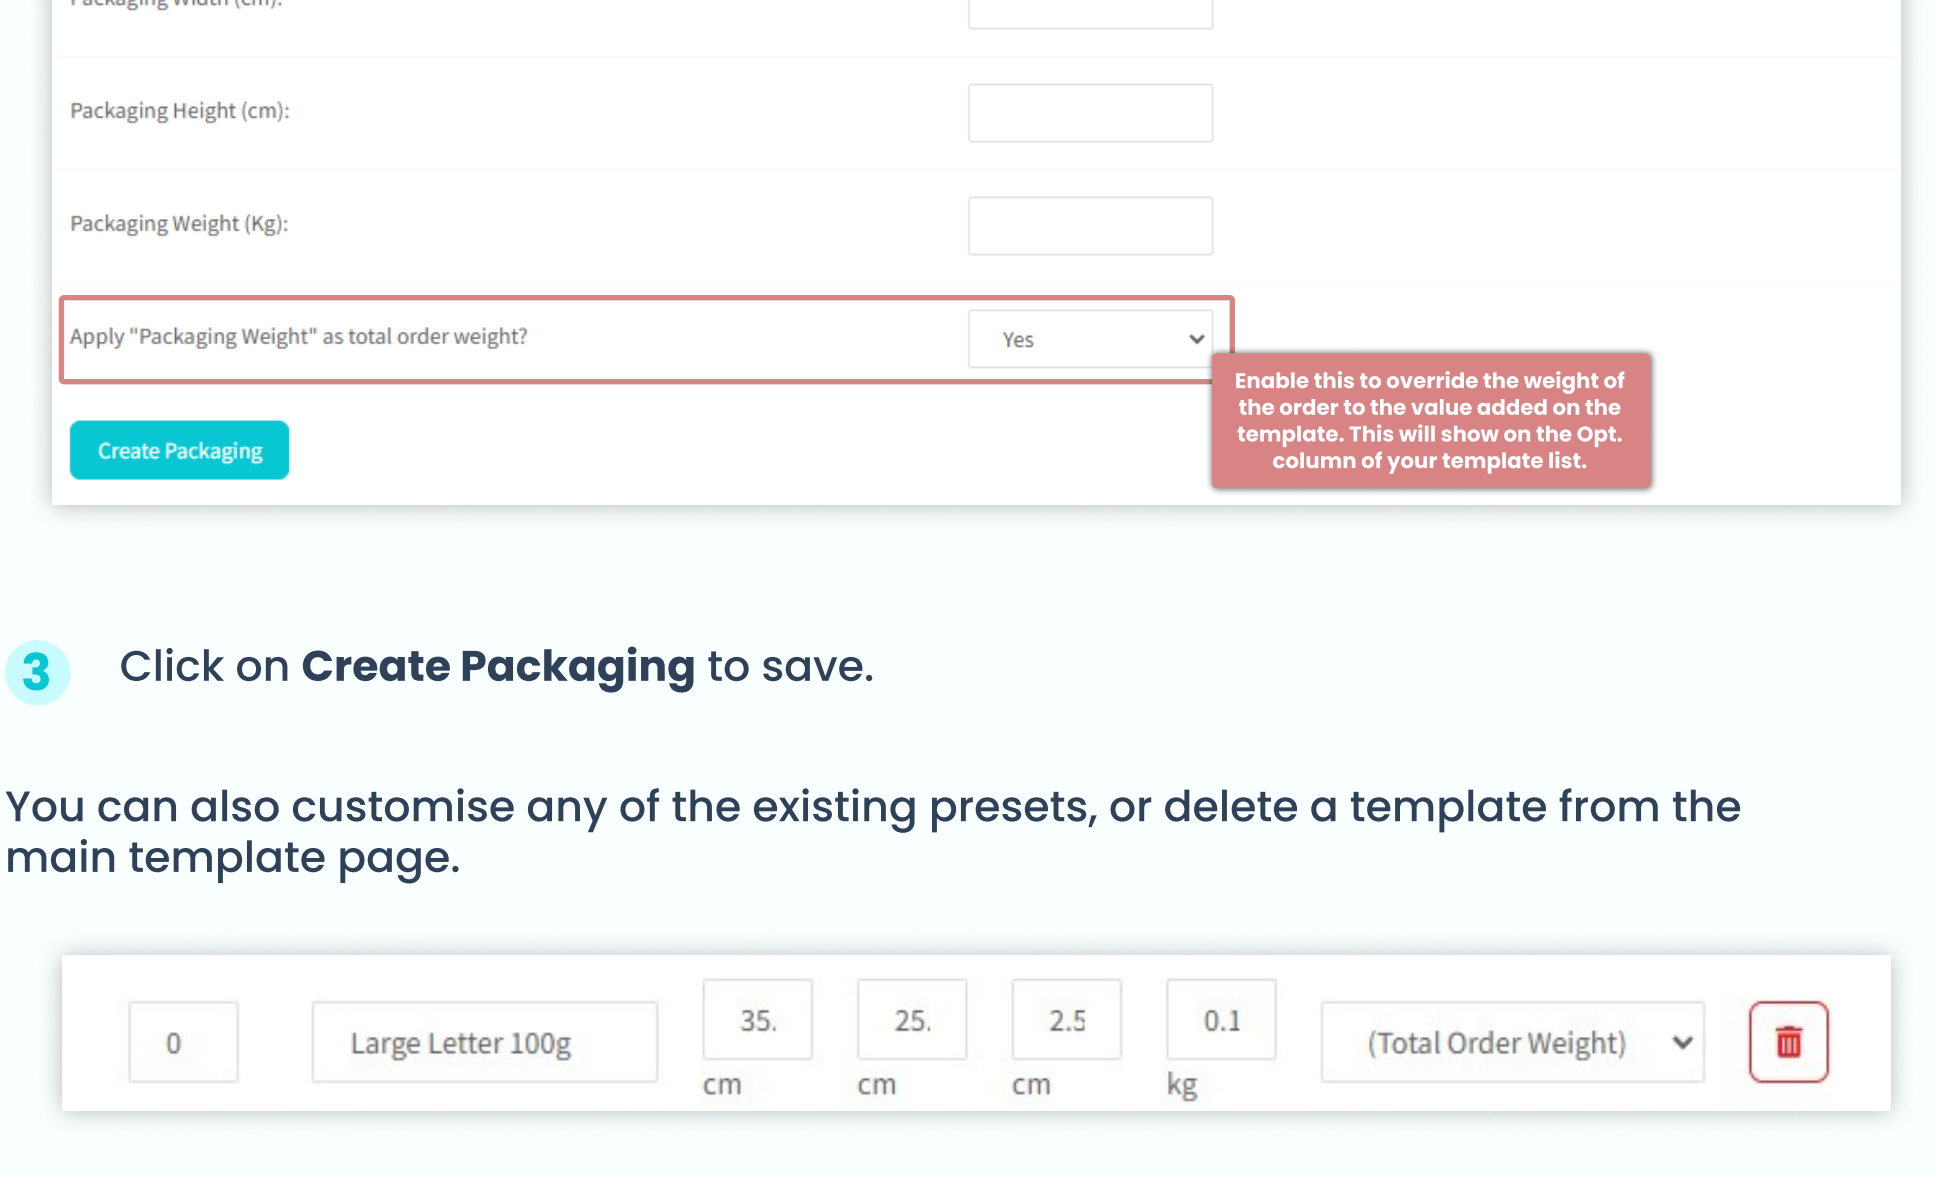 Packaging Width (cm):
Packaging Height (cm):
Packaging Weight (Kg):
Apply "Packaging Weight" as total order weight?
Yes
Enable this to override the weight of
the order to the value added on the
template. This will show on the Opt.
column of your template list.
Create Packaging
3 Click on Create Packaging to save.
You can also customise any of the existing presets, or delete a template from the
main template page.
0 Large Letter 100g 35. 25. 2.5 0.1 (Total Order Weight)
cm cm cm kg